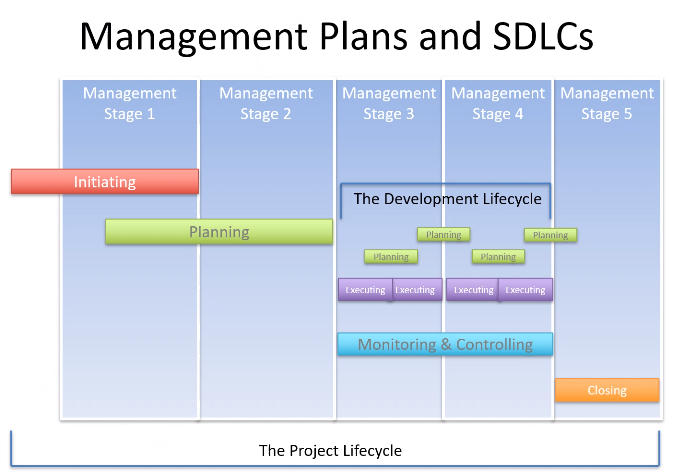 Management Plans and SDLCs
Management
Stage 1
Management
Stage 2
Management
Stage 3
Management
Stage 4
Management
Stage 5
Initiating
The Development Lifecycle
Planning
Planning
Planning
Planning
Planning
Executing
Executing
Executing
Executing
Monitoring & Controlling
Closing
The Project Lifecycle